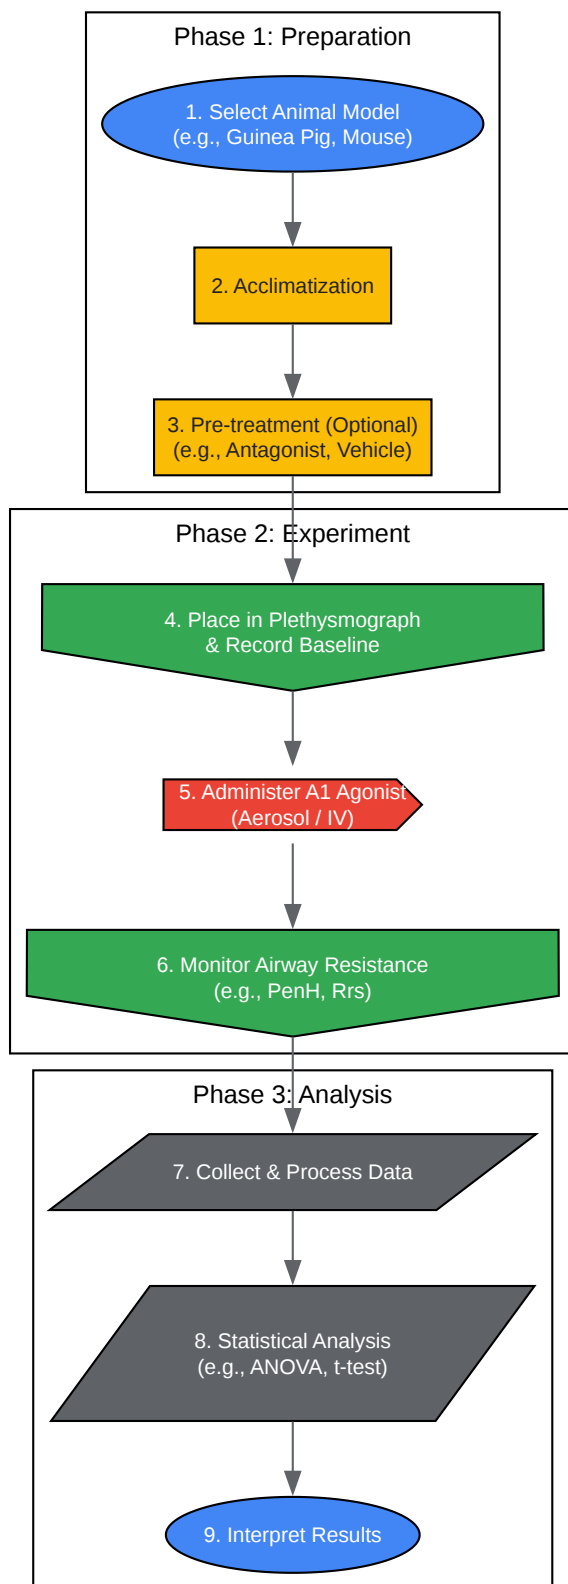 Phase 1: Preparation
1. Select Animal Model
(e.g., Guinea Pig, Mouse)
2. Acclimatization
3. Pre-treatment (Optional)
(e.g., Antagonist, Vehicle)
Phase 2: Experiment
4. Place in Plethysmograph
& Record Baseline
5. Administer A1 Agonist
(Aerosol / IV)
6. Monitor Airway Resistance
(e.g., PenH, Rrs)
Phase 3: Analysis
7. Collect & Process Data
8. Statistical Analysis
(e.g., ANOVA, t-test)
9. Interpret Results